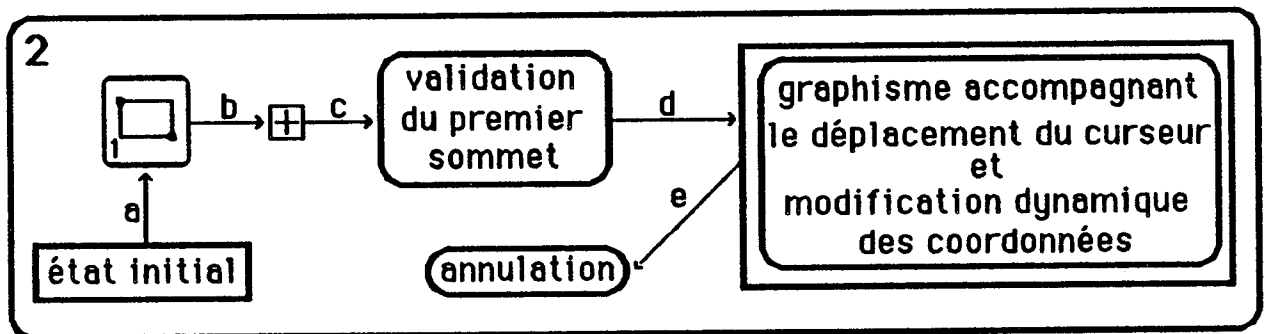 2
1
a
état initial
b
c
validation
du premier
sommet
d
graphisme accompagnant
le déplacement du curseur
et
modification dynamique
des coordonnées
e
annulation